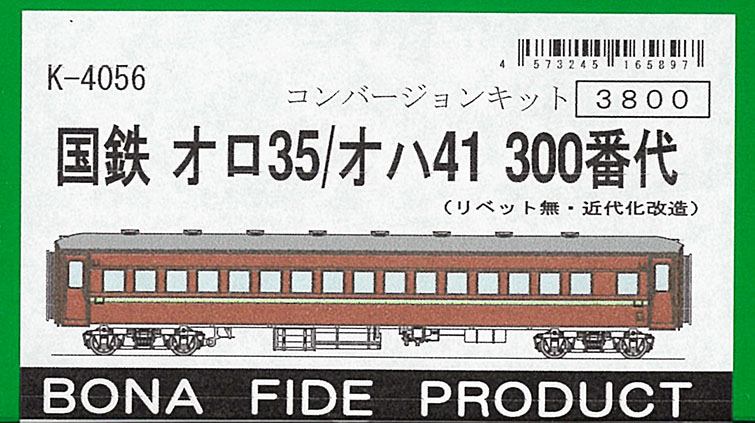 4 573245 165897
K-4056
コンバージョンキット 3800
国鉄 オロ35/オハ41 300番代
(リベット無・近代化改造)
BONA FIDE PRODUCT